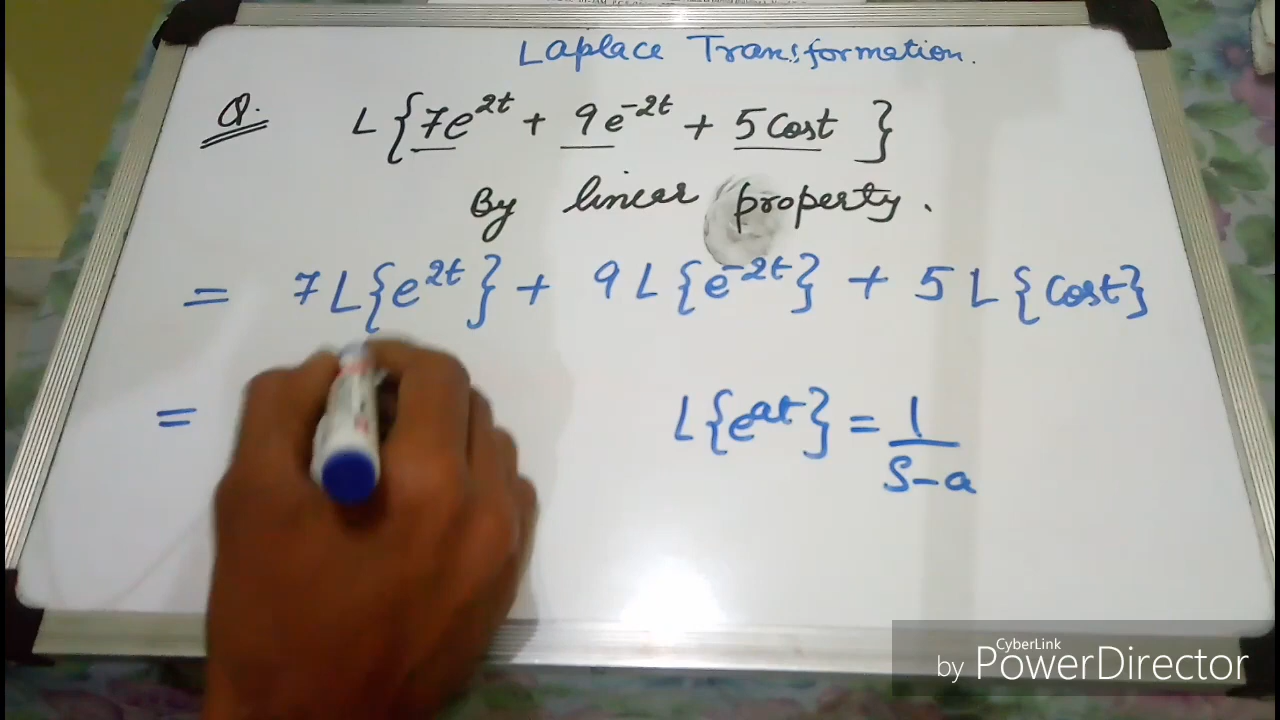 Laplace Transformation.
Q. L{7e^2t + 9e^-2t + 5Cost}
By linear property.
= 7L{e^2t} + 9L{e^-2t} + 5L{Cost}
= L{e^at} = 1/S-a
CyberLink
by PowerDirector